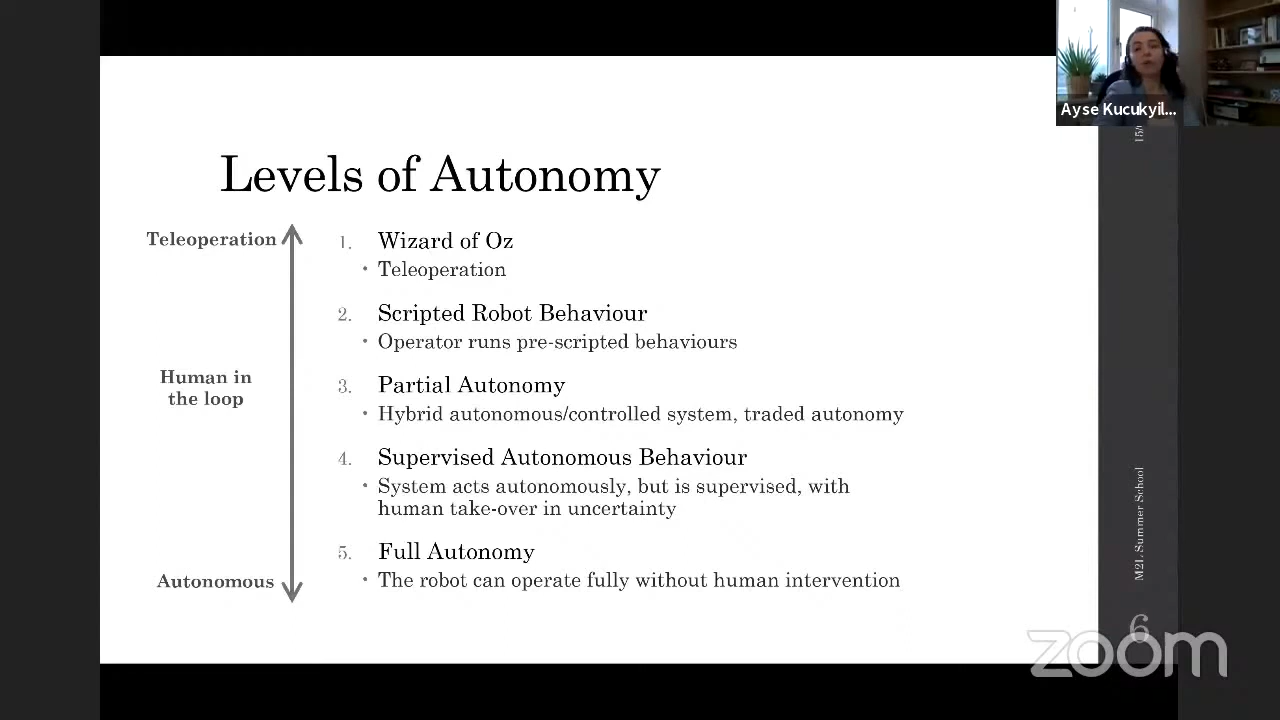 Levels of Autonomy
Teleoperation
Human in
the loop
Autonomous
1. Wizard of Oz
• Teleoperation
2. Scripted Robot Behaviour
• Operator runs pre-scripted behaviours
3. Partial Autonomy
• Hybrid autonomous/controlled system, traded autonomy
4. Supervised Autonomous Behaviour
• System acts autonomously, but is supervised, with
human take-over in uncertainty
5. Full Autonomy
• The robot can operate fully without human intervention
Ayse Kucukyil...
M2L Summer School
6
zoom